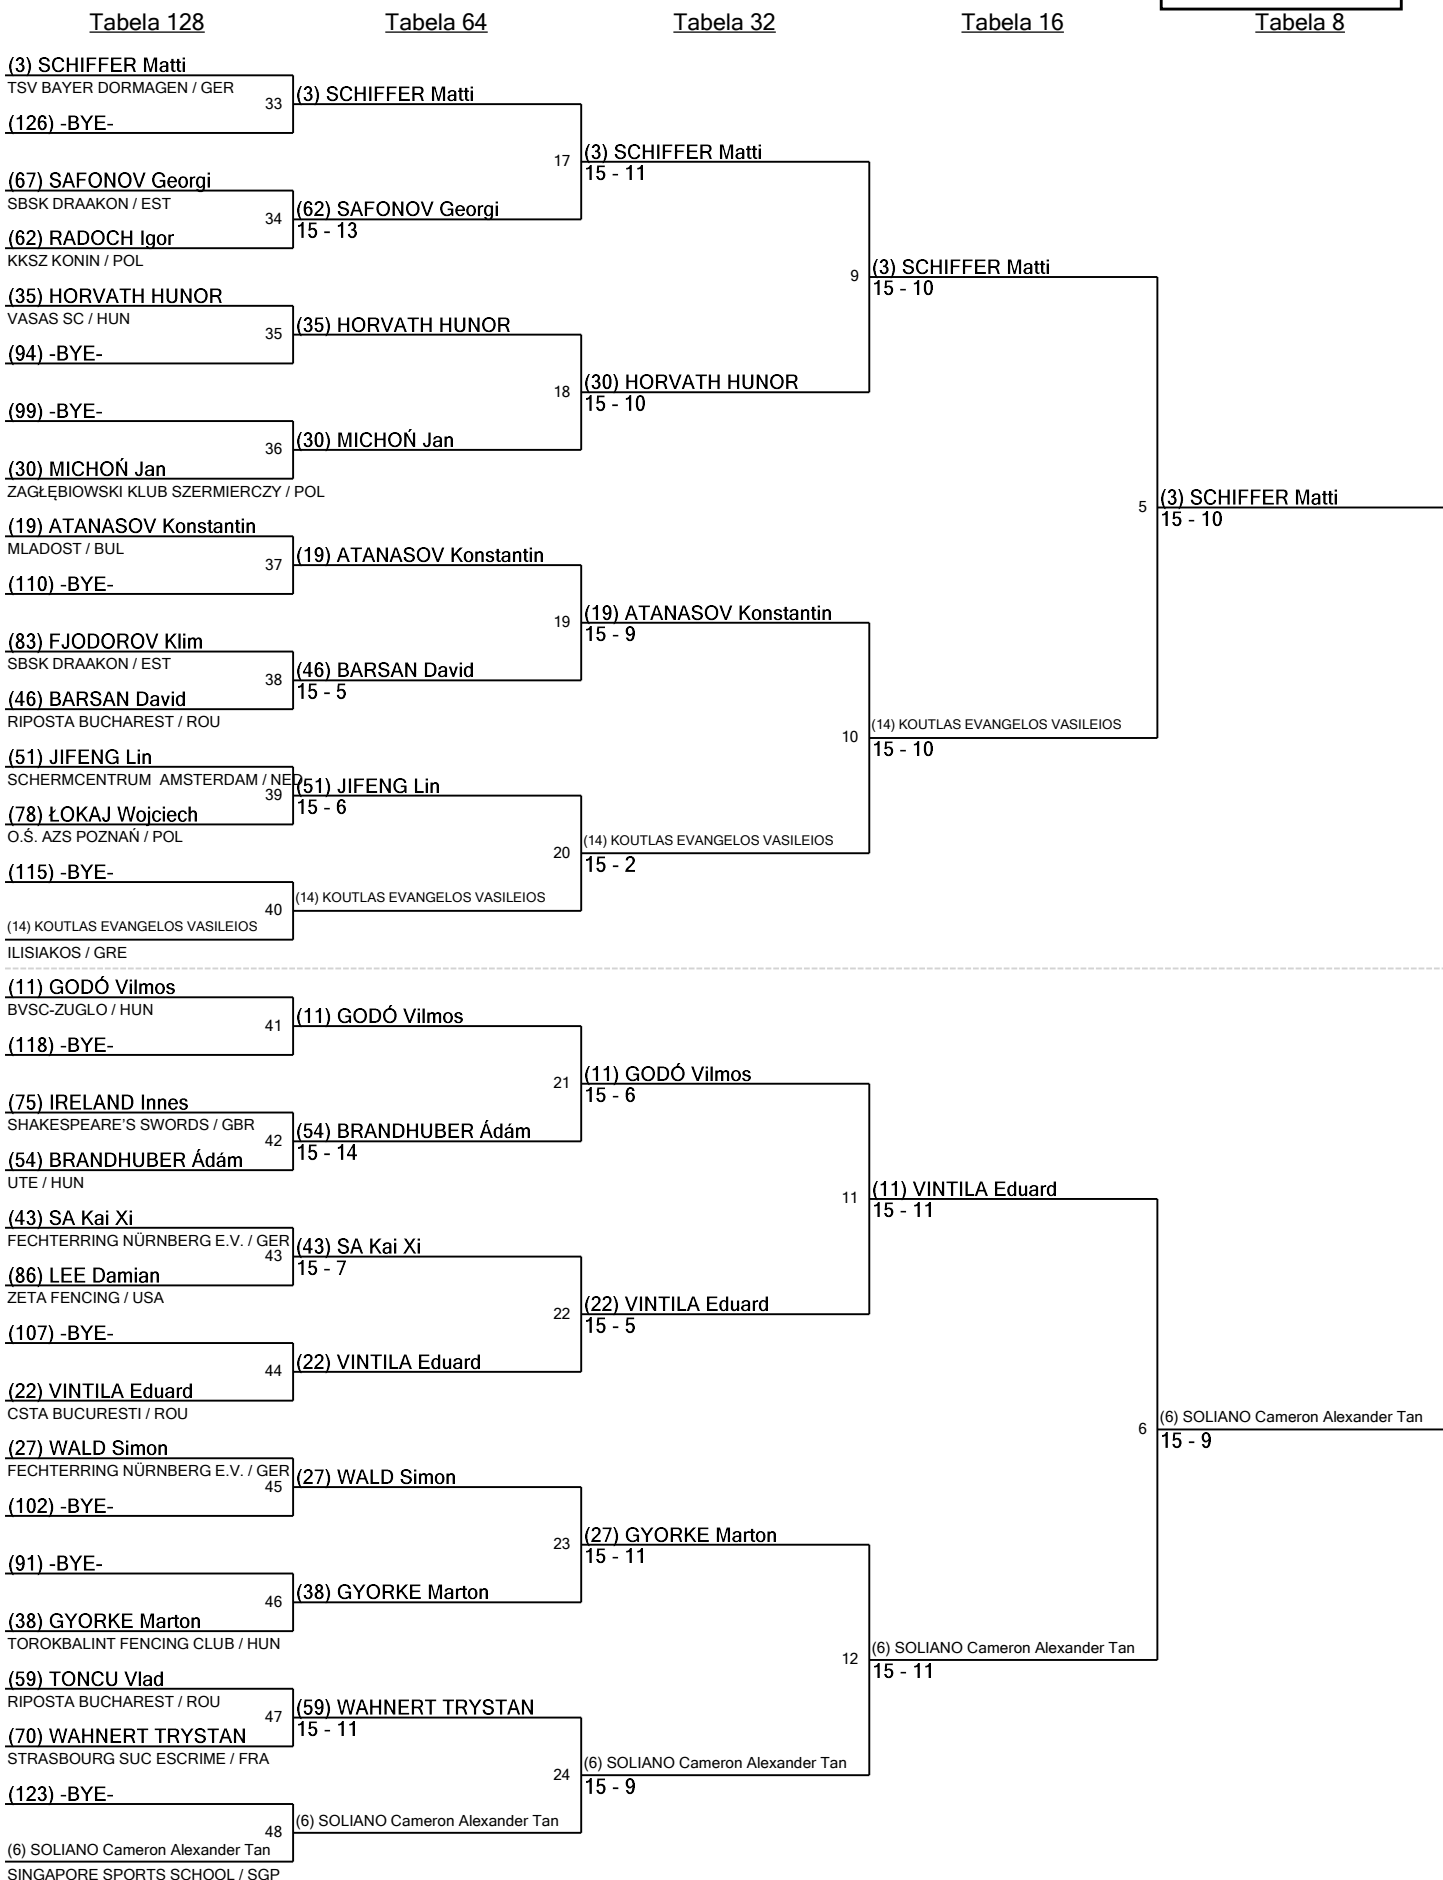 Tabela 128
Tabela 64
Tabela 32
Tabela 16
Tabela 8
(3) SCHIFFER Matti
TSV BAYER DORMAGEN / GER
33
(3) SCHIFFER Matti
(126) -BYE-
17
(3) SCHIFFER Matti
15 - 11
(67) SAFONOV Georgi
SBSK DRAAKON / EST
34
(62) SAFONOV Georgi
15 - 13
(62) RADOCH Igor
KKSZ KONIN / POL
9
(3) SCHIFFER Matti
15 - 10
(35) HORVATH HUNOR
VASAS SC / HUN
35
(35) HORVATH HUNOR
(94) -BYE-
18
(30) HORVATH HUNOR
15 - 10
(99) -BYE-
36
(30) MICHOŃ Jan
(30) MICHOŃ Jan
ZAGŁĘBIOWSKI KLUB SZERMIERCZY / POL
5
(3) SCHIFFER Matti
15 - 10
(19) ATANASOV Konstantin
MLADOST / BUL
37
(19) ATANASOV Konstantin
(110) -BYE-
19
(19) ATANASOV Konstantin
15 - 9
(83) FJODOROV Klim
SBSK DRAAKON / EST
38
(46) BARSAN David
15 - 5
(46) BARSAN David
RIPOSTA BUCHAREST / ROU
10
(14) KOUTLAS EVANGELOS VASILEIOS
15 - 10
(51) JIFENG Lin
SCHERMCENTRUM AMSTERDAM / NED
39
(51) JIFENG Lin
15 - 6
(78) ŁOKAJ Wojciech
O.Ś. AZS POZNAŃ / POL
20
(14) KOUTLAS EVANGELOS VASILEIOS
15 - 2
(115) -BYE-
40
(14) KOUTLAS EVANGELOS VASILEIOS
(14) KOUTLAS EVANGELOS VASILEIOS
ILISIAKOS / GRE
(11) GODÓ Vilmos
BVSC-ZUGLO / HUN
41
(11) GODÓ Vilmos
(118) -BYE-
21
(11) GODÓ Vilmos
15 - 6
(75) IRELAND Innes
SHAKESPEARE'S SWORDS / GBR
42
(54) BRANDHUBER Ádám
15 - 14
(54) BRANDHUBER Ádám
UTE / HUN
11
(11) VINTILA Eduard
15 - 11
(43) SA Kai Xi
FECHTERRING NÜRNBERG E.V. / GER
43
(43) SA Kai Xi
15 - 7
(86) LEE Damian
ZETA FENCING / USA
22
(22) VINTILA Eduard
15 - 5
(107) -BYE-
44
(22) VINTILA Eduard
(22) VINTILA Eduard
CSTA BUCURESTI / ROU
6
(6) SOLIANO Cameron Alexander Tan
15 - 9
(27) WALD Simon
FECHTERRING NÜRNBERG E.V. / GER
45
(27) WALD Simon
(102) -BYE-
23
(27) GYORKE Marton
15 - 11
(91) -BYE-
46
(38) GYORKE Marton
(38) GYORKE Marton
TOROKBALINT FENCING CLUB / HUN
12
(6) SOLIANO Cameron Alexander Tan
15 - 11
(59) TONCU Vlad
RIPOSTA BUCHAREST / ROU
47
(59) WAHNERT TRYSTAN
15 - 11
(70) WAHNERT TRYSTAN
STRASBOURG SUC ESCRIME / FRA
24
(6) SOLIANO Cameron Alexander Tan
15 - 9
(123) -BYE-
48
(6) SOLIANO Cameron Alexander Tan
(6) SOLIANO Cameron Alexander Tan
SINGAPORE SPORTS SCHOOL / SGP